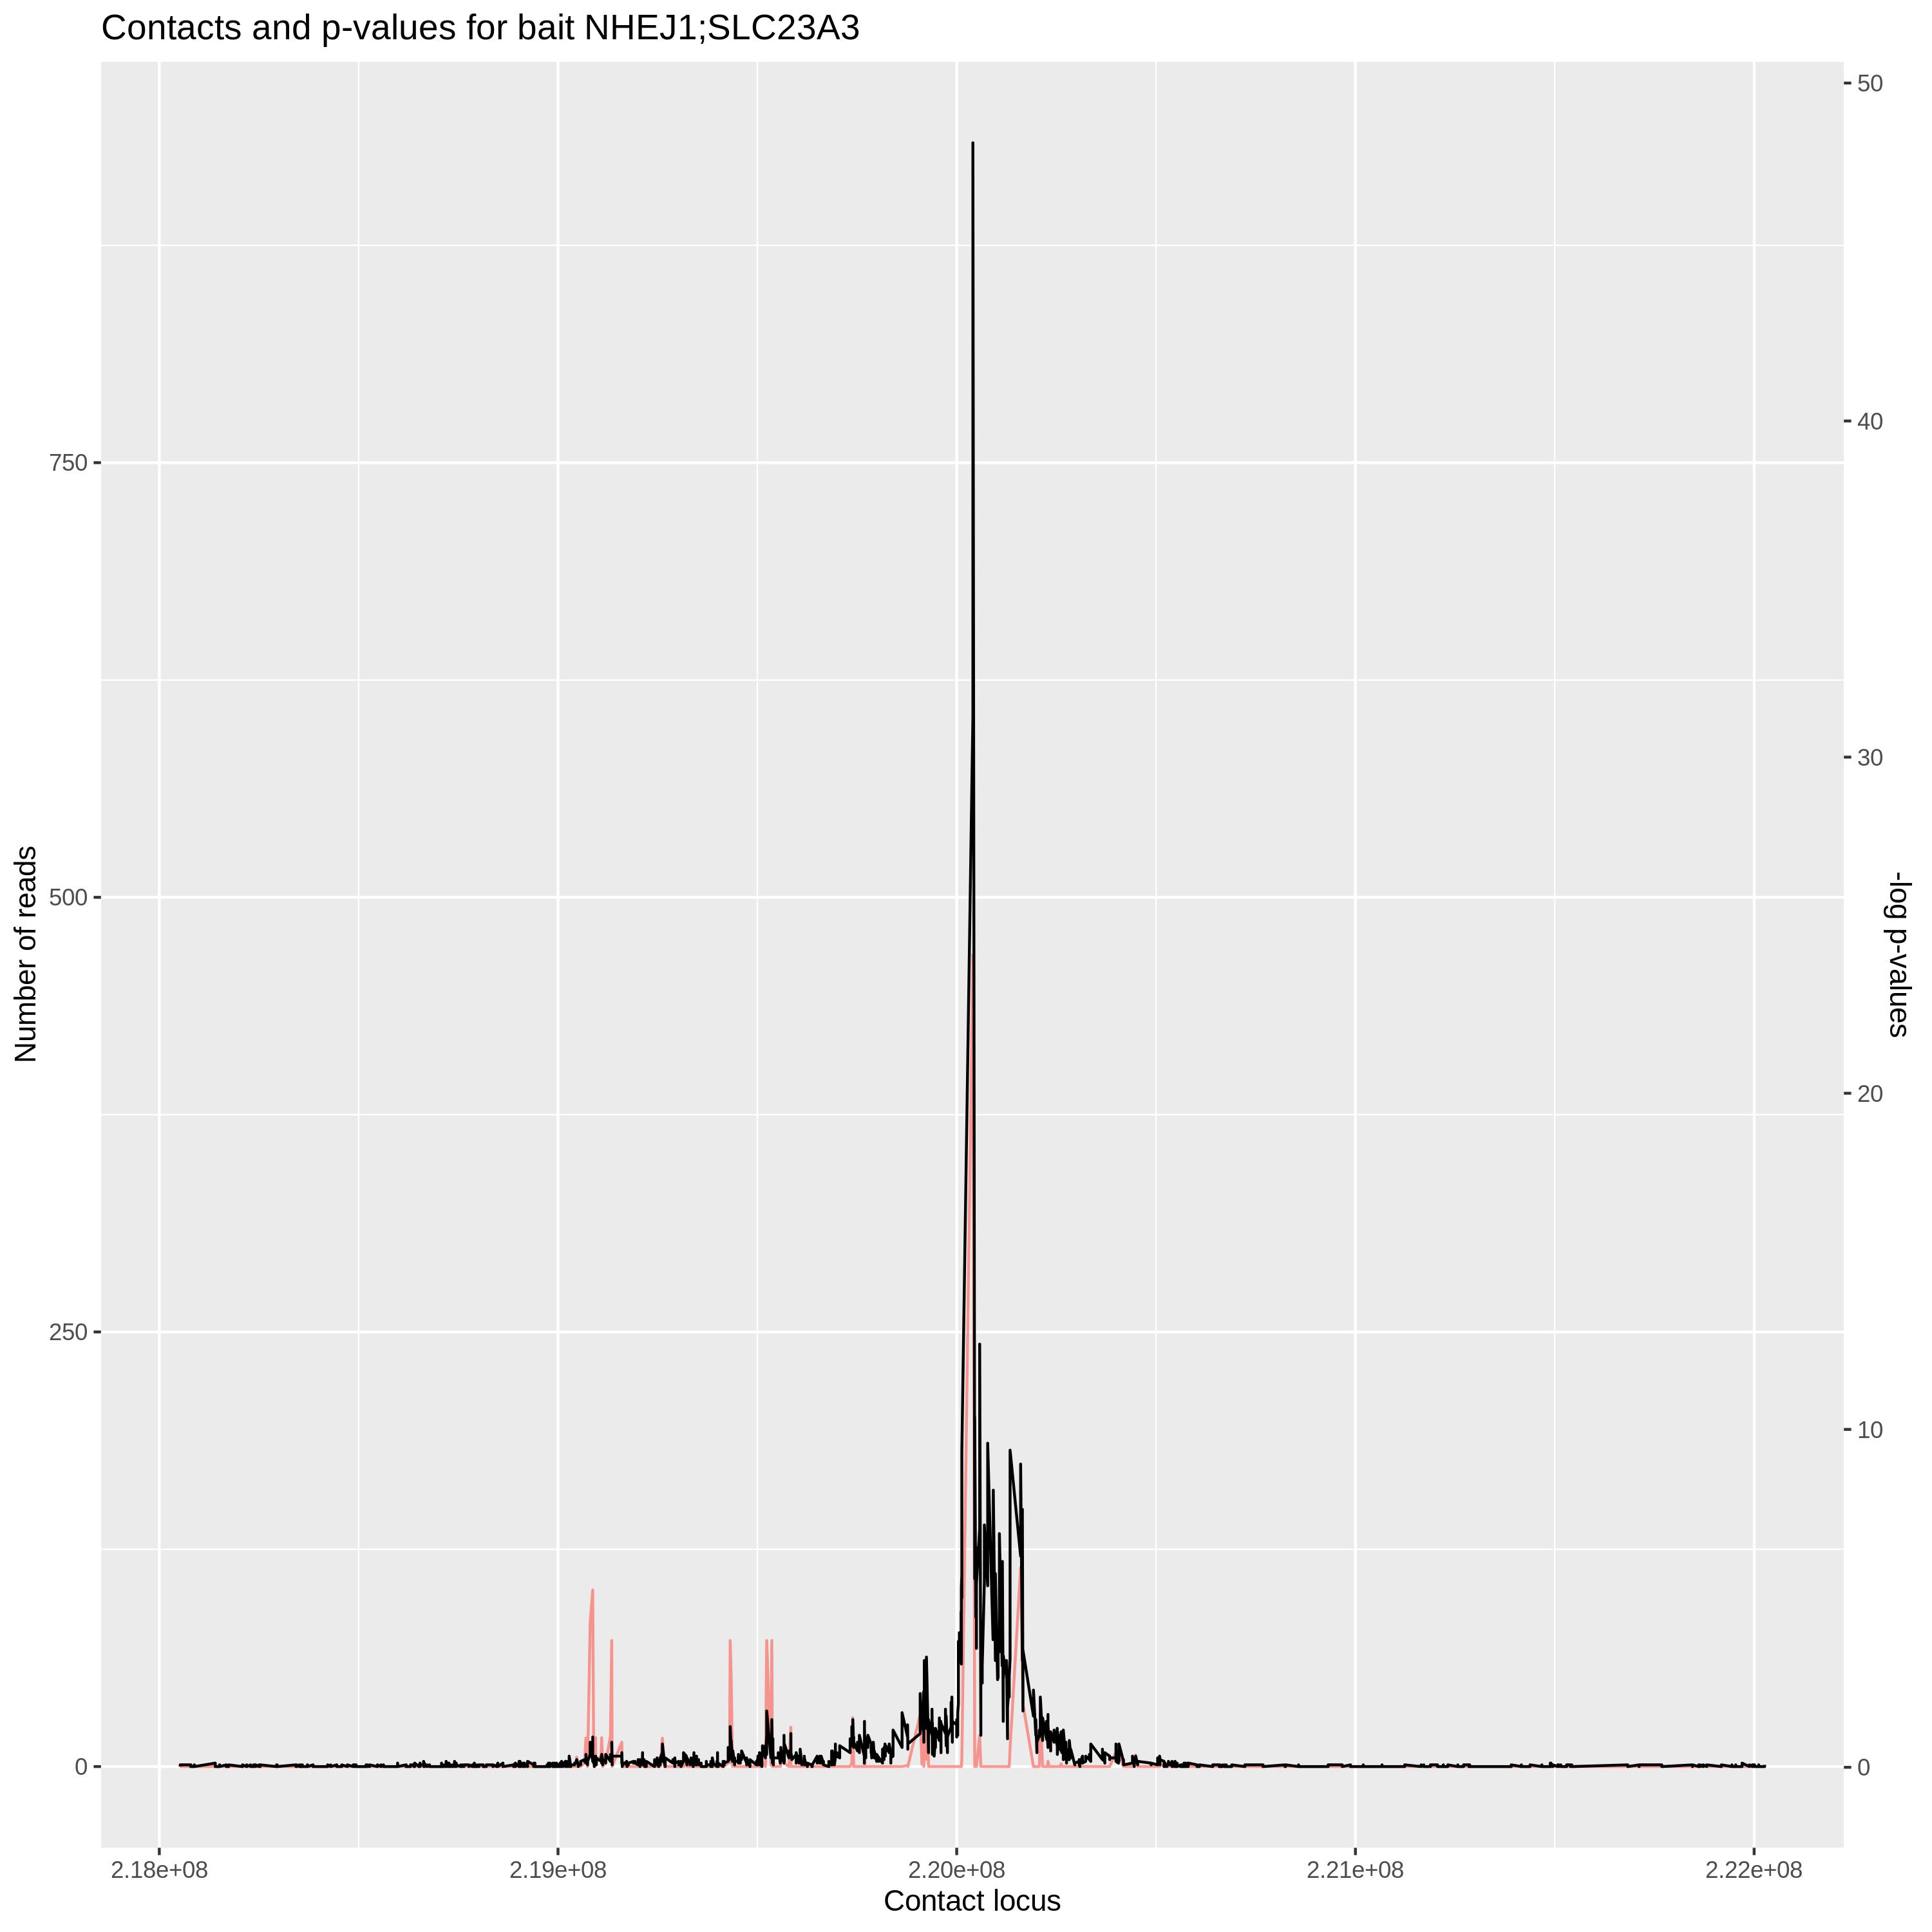 Contacts and p-values for bait NHEJ1;SLC23A3
Number of reads
750
500
250
0
50
40
30
20
10
0
-log p-values
2.18e+08 2.19e+08 2.20e+08 2.21e+08 2.22e+08
Contact locus